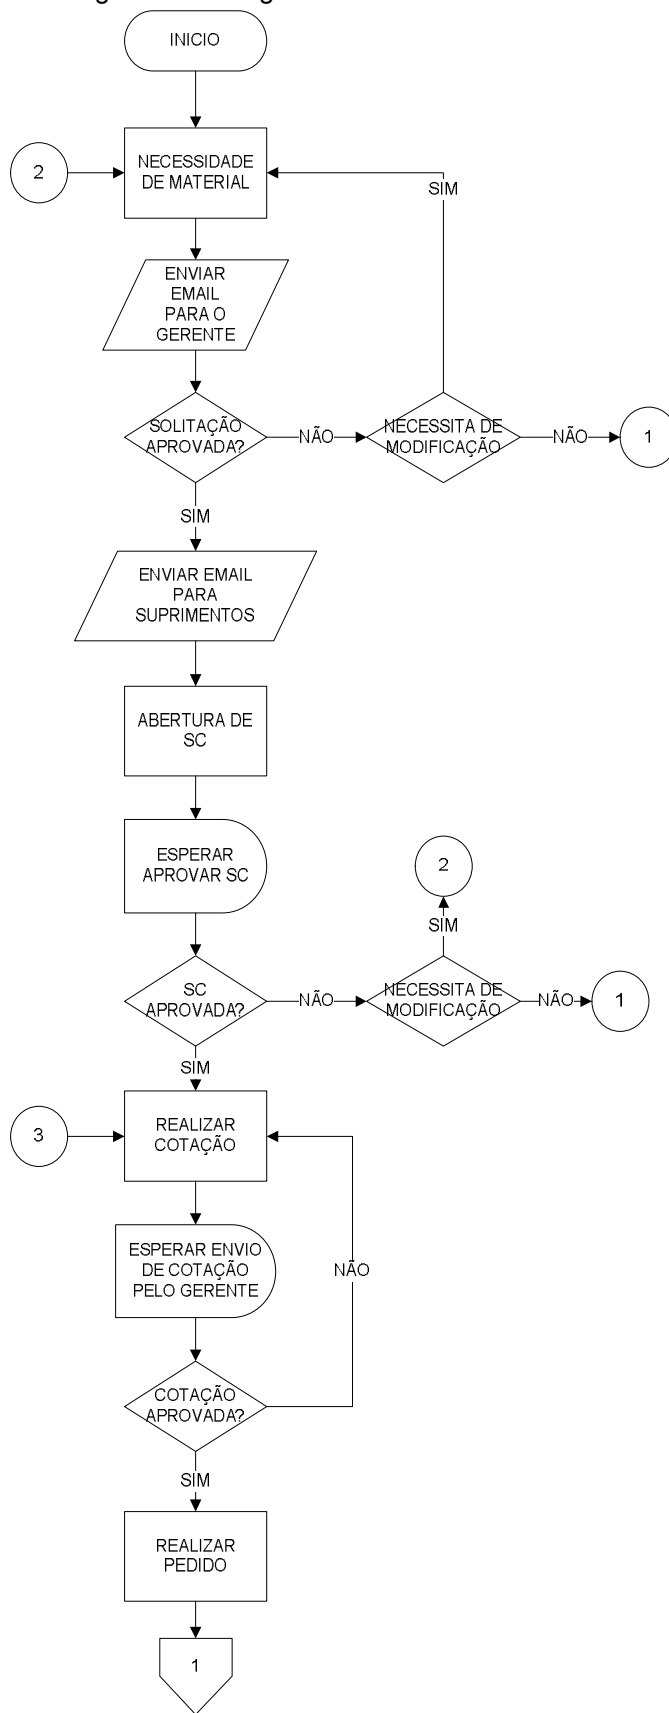 INICIO
2
NECESSIDADE
DE MATERIAL
SIM
ENVIAR
EMAIL
PARA O
GERENTE
SOLITAÇÃO
APROVADA?
NÃO
NECESSITA DE
MODIFICAÇÃO
NÃO
1
SIM
ENVIAR EMAIL
PARA
SUPRIMENTOS
ABERTURA DE
SC
ESPERAR
APROVAR SC
2
SIM
SC
APROVADA?
NÃO
NECESSITA DE
MODIFICAÇÃO
NÃO
1
SIM
3
REALIZAR
COTAÇÃO
ESPERAR ENVIO
DE COTAÇÃO
PELO GERENTE
NÃO
COTAÇÃO
APROVADA?
SIM
REALIZAR
PEDIDO
1